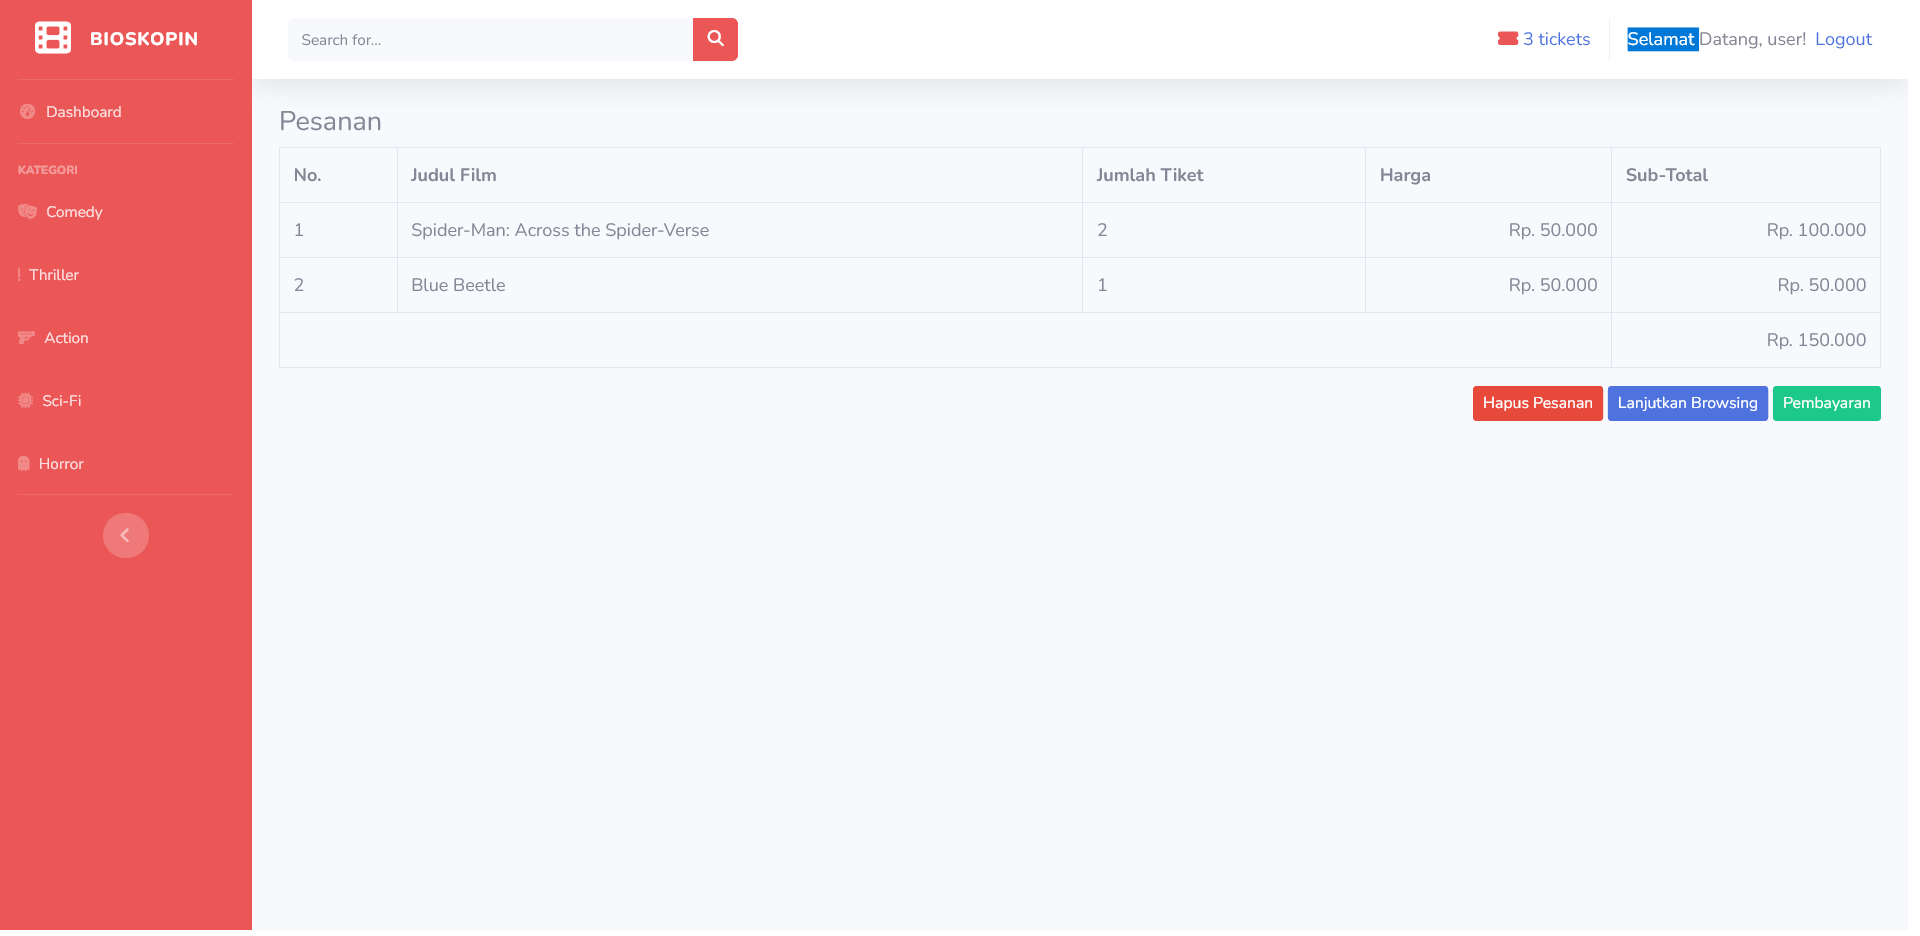 BIOSKOPIN
Search for...
3 tickets
Selamat Datang, user! Logout
Dashboard
KATEGORI
Comedy
Thriller
Action
Sci-Fi
Horror
Pesanan
No. Judul Film Jumlah Tiket Harga Sub-Total
1 Spider-Man: Across the Spider-Verse 2 Rp. 50.000 Rp. 100.000
2 Blue Beetle 1 Rp. 50.000 Rp. 50.000
Rp. 150.000
Hapus Pesanan Lanjutkan Browsing Pembayaran